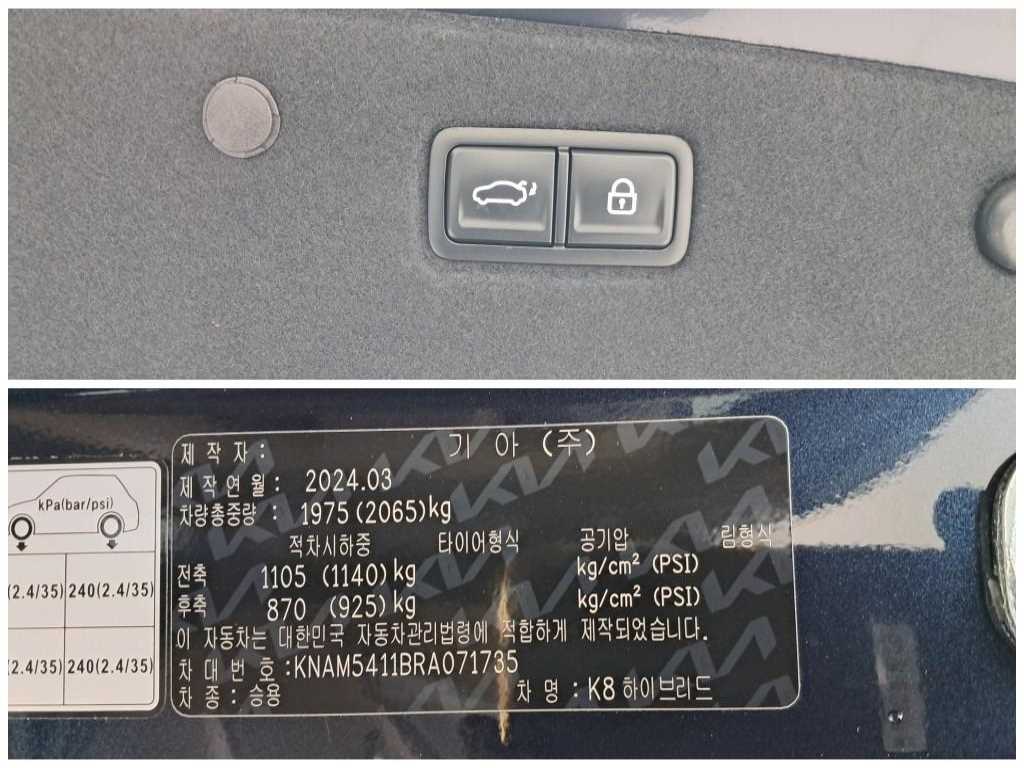 제 작 자 : 기 아 (주)
제 작 연 월 : 2024.03
차량총중량 : 1975 (2065)kg
적차시하중 타이어형식 공기압 림형식
전축 1105 (1140) kg kg/cm² (PSI)
후축 870 (925) kg kg/cm² (PSI)
이 자동차는 대한민국 자동차관리법령에 적합하게 제작되었습니다.
차 대 번 호 :KNAM5411BRA071735
차 종 : 승용 차 명 : K8 하이브리드
kPa(bar/psi)
(2.4/35) 240(2.4/35)
(2.4/35) 240(2.4/35)